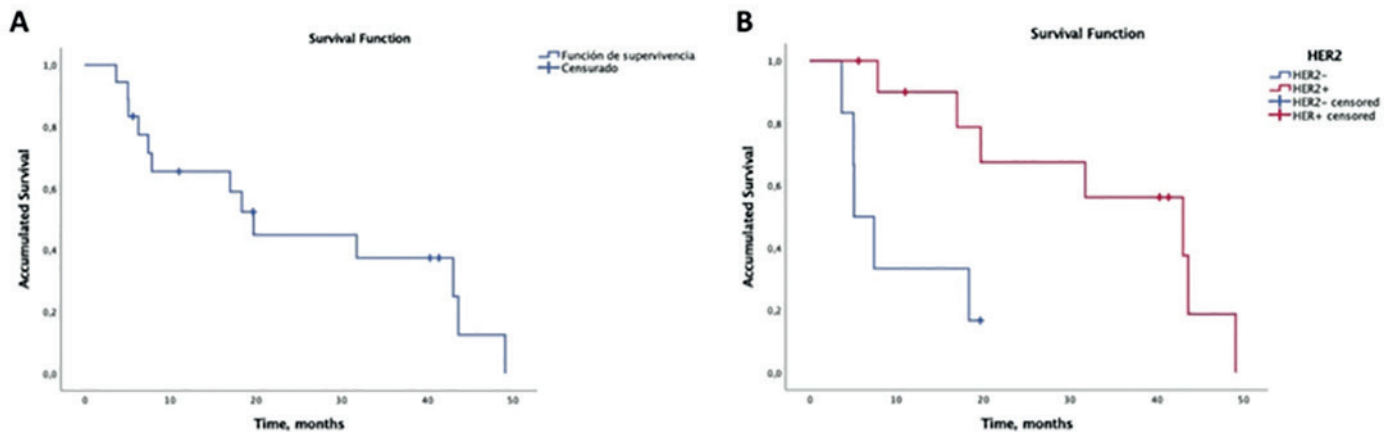 A
Survival Function
Función de supervivencia
Censurado
Accumulated Survival
1,0
0,8
0,6
0,4
0,2
0,0
0
10
20
30
40
50
Time, months
B
Survival Function
HER2
HER2-
HER2+
HER2- censored
HER+ censored
Accumulated Survival
1,0
0,8
0,6
0,4
0,2
0,0
0
10
20
30
40
50
Time, months